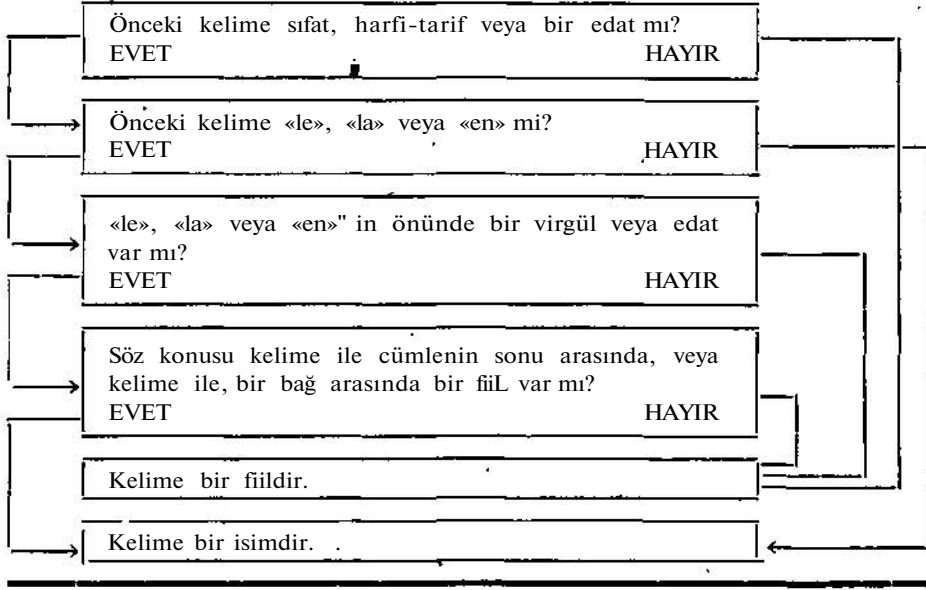 Önceki kelime sıfat, harfi-tarif veya bir edat mı?
EVET HAYIR
Önceki kelime «le», «la» veya «en» mi?
EVET HAYIR
«le», «la» veya «en»" in önünde bir virgül veya edat
var mı?
EVET HAYIR
Söz konusu kelime ile cümlenin sonu arasında, veya
kelime ile, bir bağ arasında bir fiiL var mı?
EVET HAYIR
Kelime bir fiildir.
Kelime bir isimdir.